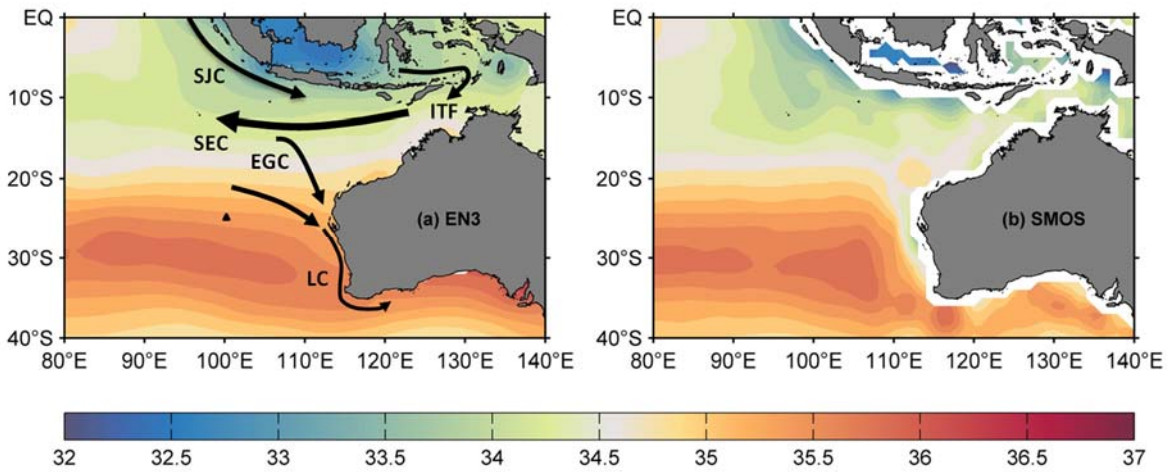 EQ
10°S
20°S
30°S
40°S
SJC
ITF
SEC
EGC
LC
(a) EN3
80°E 90°E 100°E 110°E 120°E 130°E 140°E
EQ
10°S
20°S
30°S
40°S
(b) SMOS
80°E 90°E 100°E 110°E 120°E 130°E 140°E
32 32.5 33 33.5 34 34.5 35 35.5 36 36.5 37